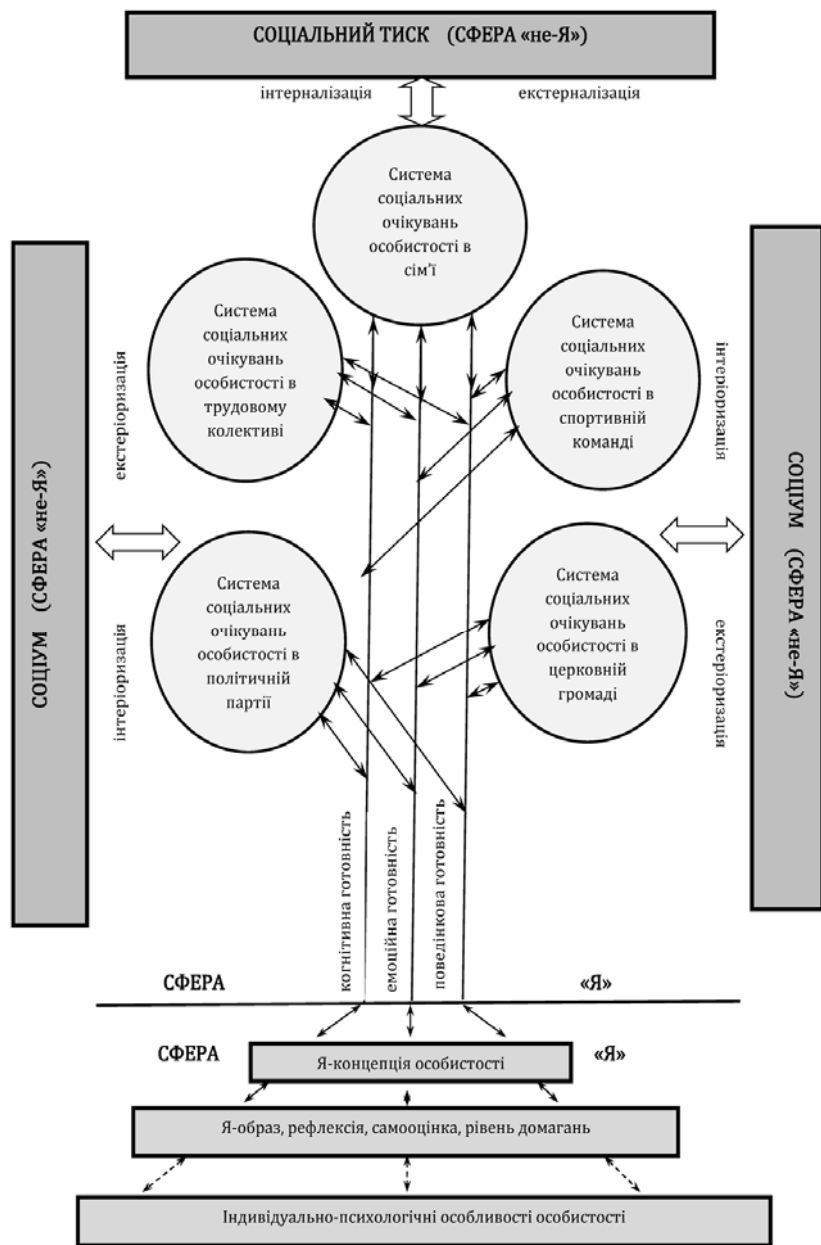 СОЦІАЛЬНИЙ ТИСК (СФЕРА «не-Я»)
інтерналізація
екстерналізація
Система
соціальних
очікувань
особистості в
сім’ї
Система
соціальних
очікувань
особистості в
трудовому
колективі
Система
соціальних
очікувань
особистості в
спортивній
команді
екстеріоризація
інтеріоризація
СОЦІУМ (СФЕРА «не-Я»)
СОЦІУМ (СФЕРА «не-Я»)
Система
соціальних
очікувань
особистості в
політичній
партії
Система
соціальних
очікувань
особистості в
церковній
громаді
інтеріоризація
екстеріоризація
когнітивна готовність
емоційна готовність
поведінкова готовність
СФЕРА «Я»
СФЕРА «Я»
Я-концепція особистості
Я-образ, рефлексія, самооцінка, рівень домагань
Індивідуально-психологічні особливості особистості